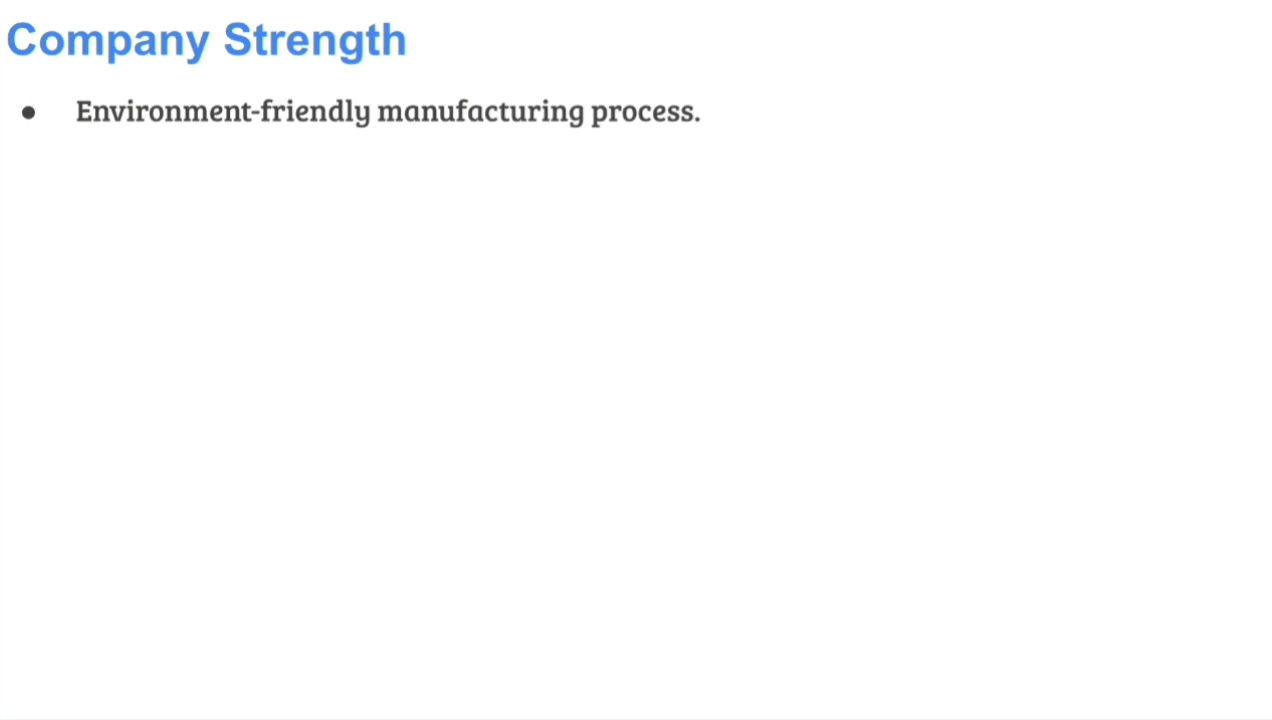 Company Strength
● Environment-friendly manufacturing process.